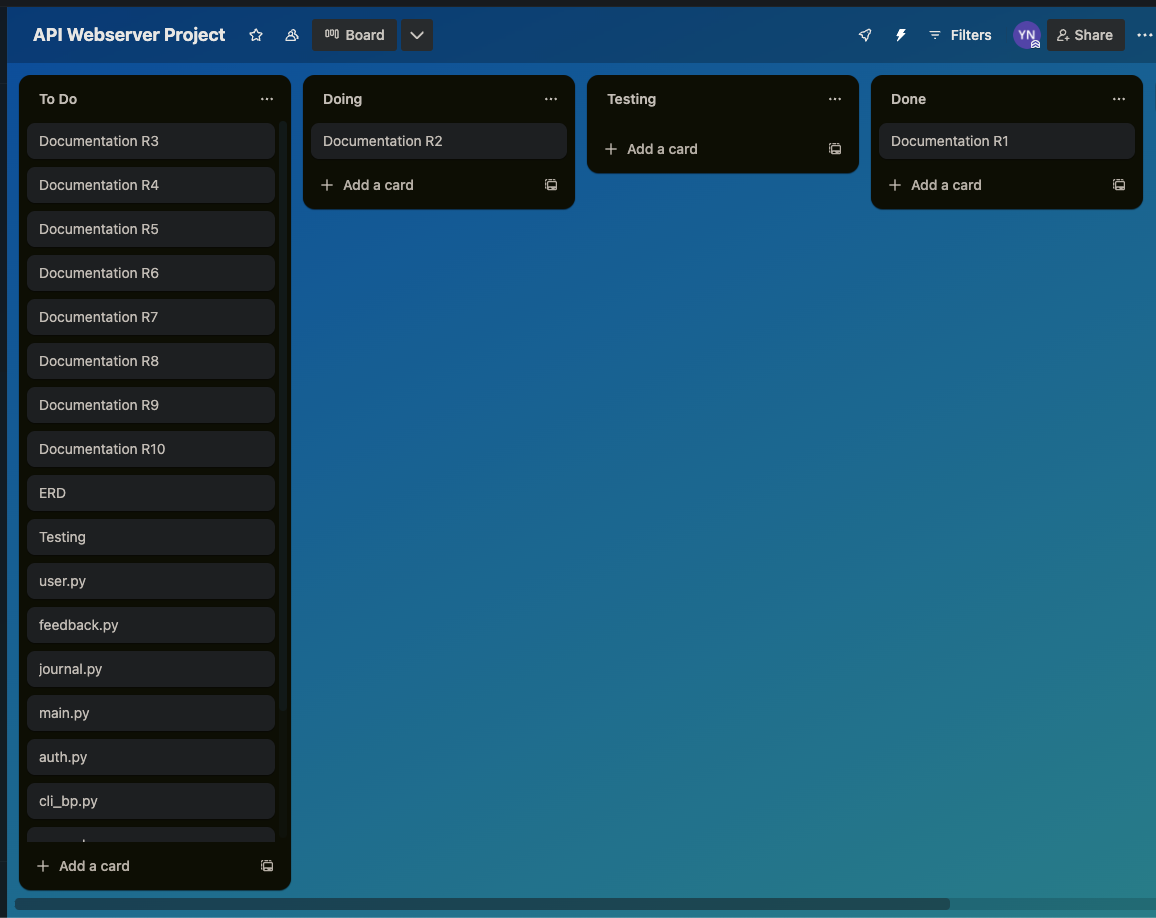 API Webserver Project
Board
Filters
YN
Share
To Do
Documentation R3
Documentation R4
Documentation R5
Documentation R6
Documentation R7
Documentation R8
Documentation R9
Documentation R10
ERD
Testing
user.py
feedback.py
journal.py
main.py
auth.py
cli_bp.py
Add a card
Doing
Documentation R2
Add a card
Testing
Add a card
Done
Documentation R1
Add a card